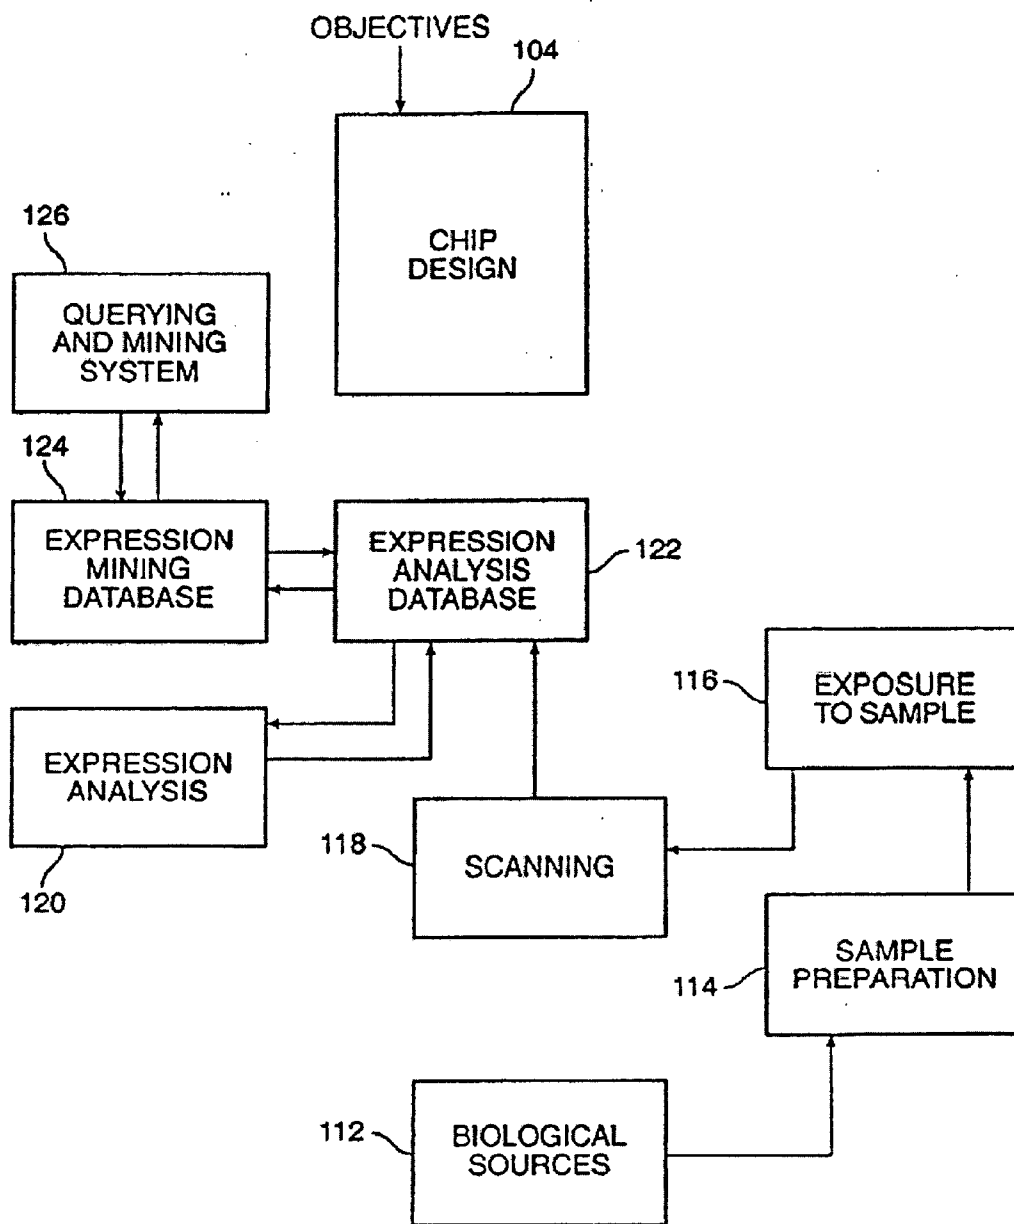 OBJECTIVES
104
CHIP
DESIGN
126
QUERYING
AND MINING
SYSTEM
124
EXPRESSION
MINING
DATABASE
EXPRESSION
ANALYSIS
DATABASE
122
116
EXPOSURE
TO SAMPLE
EXPRESSION
ANALYSIS
120
118
SCANNING
SAMPLE
PREPARATION
114
112
BIOLOGICAL
SOURCES